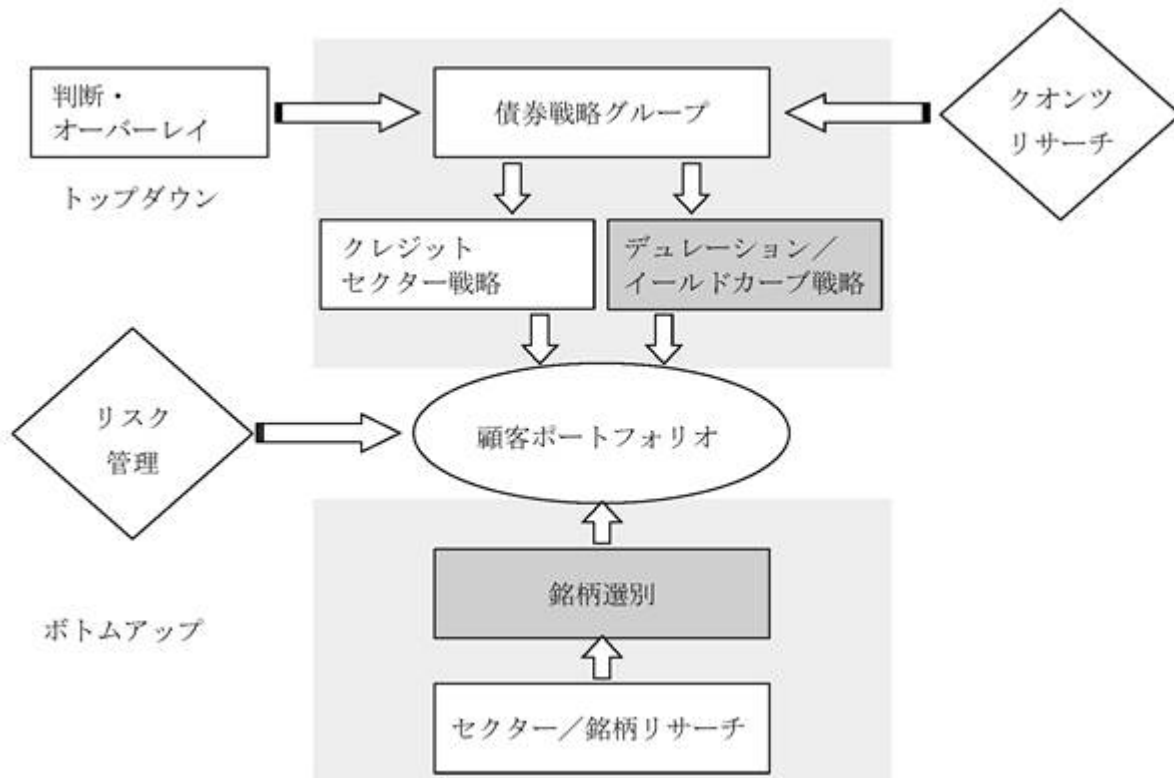 判断・
オーバーレイ
債券戦略グループ
クオンツ
リサーチ
トップダウン
クレジット
セクター戦略
デュレーション／
イールドカーブ戦略
リスク
管理
顧客ポートフォリオ
銘柄選別
ボトムアップ
セクター／銘柄リサーチ